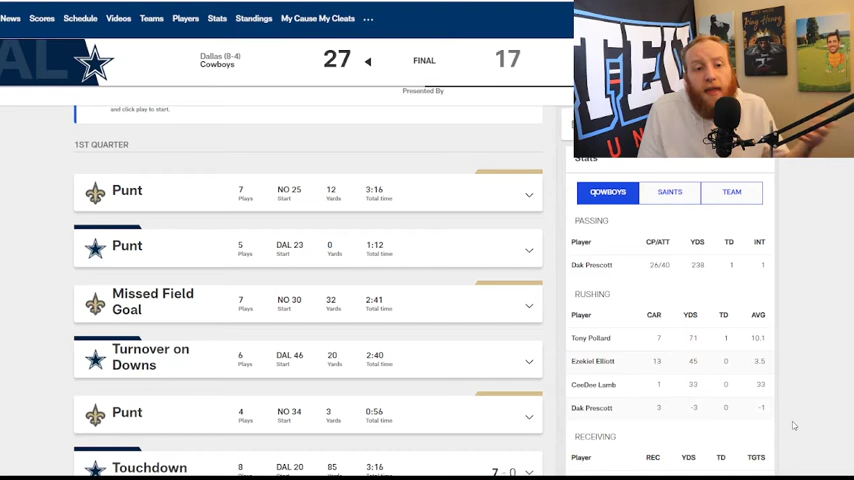 News Scores Schedule Videos Teams Players Stats Standings My Cause My Cleats ...
Dallas (8-4)
Cowboys
27
FINAL
17
Presented By
and click play to start.
1ST QUARTER
Punt
7 Plays
NO 25 Start
12 Yards
3:16 Total time
Punt
5 Plays
DAL 23 Start
0 Yards
1:12 Total time
Missed Field
Goal
7 Plays
NO 30 Start
32 Yards
2:41 Total time
Turnover on
Downs
6 Plays
DAL 46 Start
20 Yards
2:40 Total time
Punt
4 Plays
NO 34 Start
3 Yards
0:56 Total time
Touchdown
8 Plays
DAL 20 Start
85 Yards
3:16 Total time
7 - 0
Stats
COWBOYS SAINTS TEAM
PASSING
Player CP/ATT YDS TD INT
Dak Prescott 26/40 238 1 1
RUSHING
Player CAR YDS TD AVG
Tony Pollard 7 71 1 10.1
Ezekiel Elliott 13 45 0 3.5
CeeDee Lamb 1 33 0 33
Dak Prescott 3 -3 0 -1
RECEIVING
Player REC YDS TD TGTS